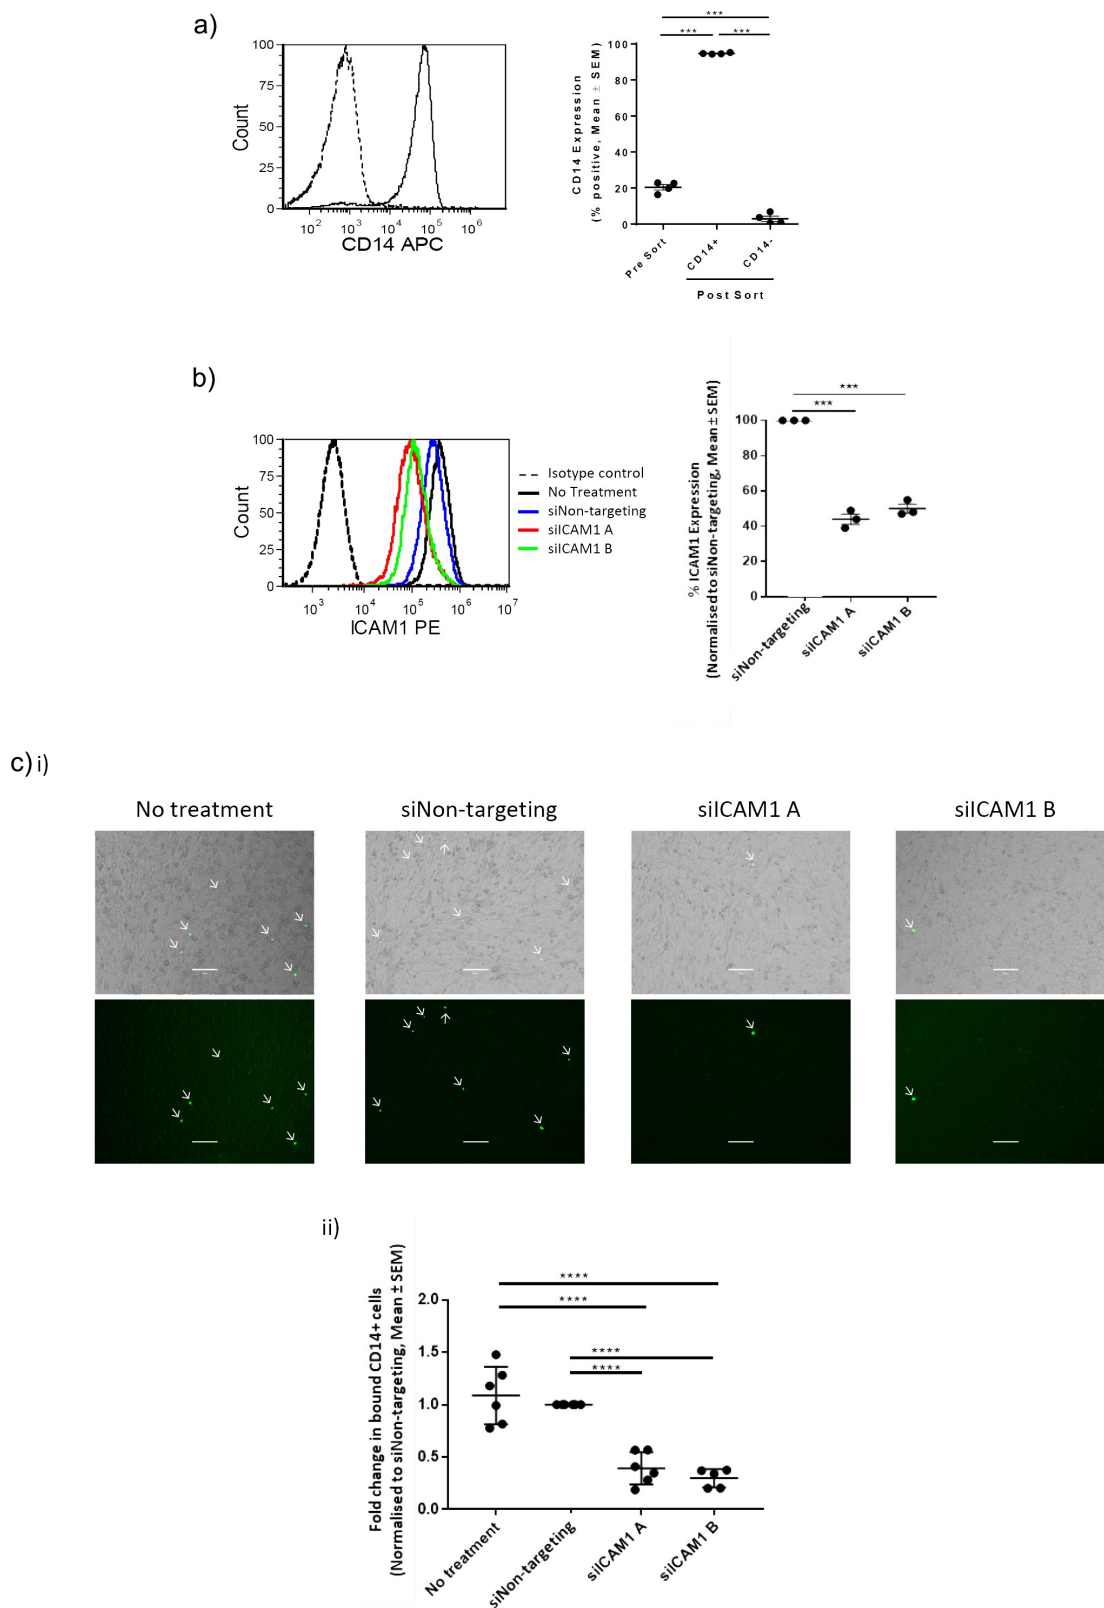 a)
100
75
50
25
0
Count
10² 10³ 10⁴ 10⁵ 10⁶
CD14 APC
***
*** ***
100
80
60
40
20
0
CD14 Expression
(% positive, Mean ± SEM)
Pre Sort
CD14+
CD14-
Post Sort
b)
100
75
50
25
0
Count
10³ 10⁴ 10⁵ 10⁶ 10⁷
ICAM1 PE
Isotype control
No Treatment
siNon-targeting
siICAM1 A
siICAM1 B
***
***
100
80
60
40
20
0
% ICAM1 Expression
(Normalised to siNon-targeting, Mean ± SEM)
siNon-targeting
siICAM1 A
siICAM1 B
c) i)
No treatment siNon-targeting siICAM1 A siICAM1 B
ii)
****
****
****
****
2.0
1.5
1.0
0.5
0.0
Fold change in bound CD14+ cells
(Normalised to siNon-targeting, Mean ± SEM)
No treatment
siNon-targeting
siICAM1 A
siICAM1 B